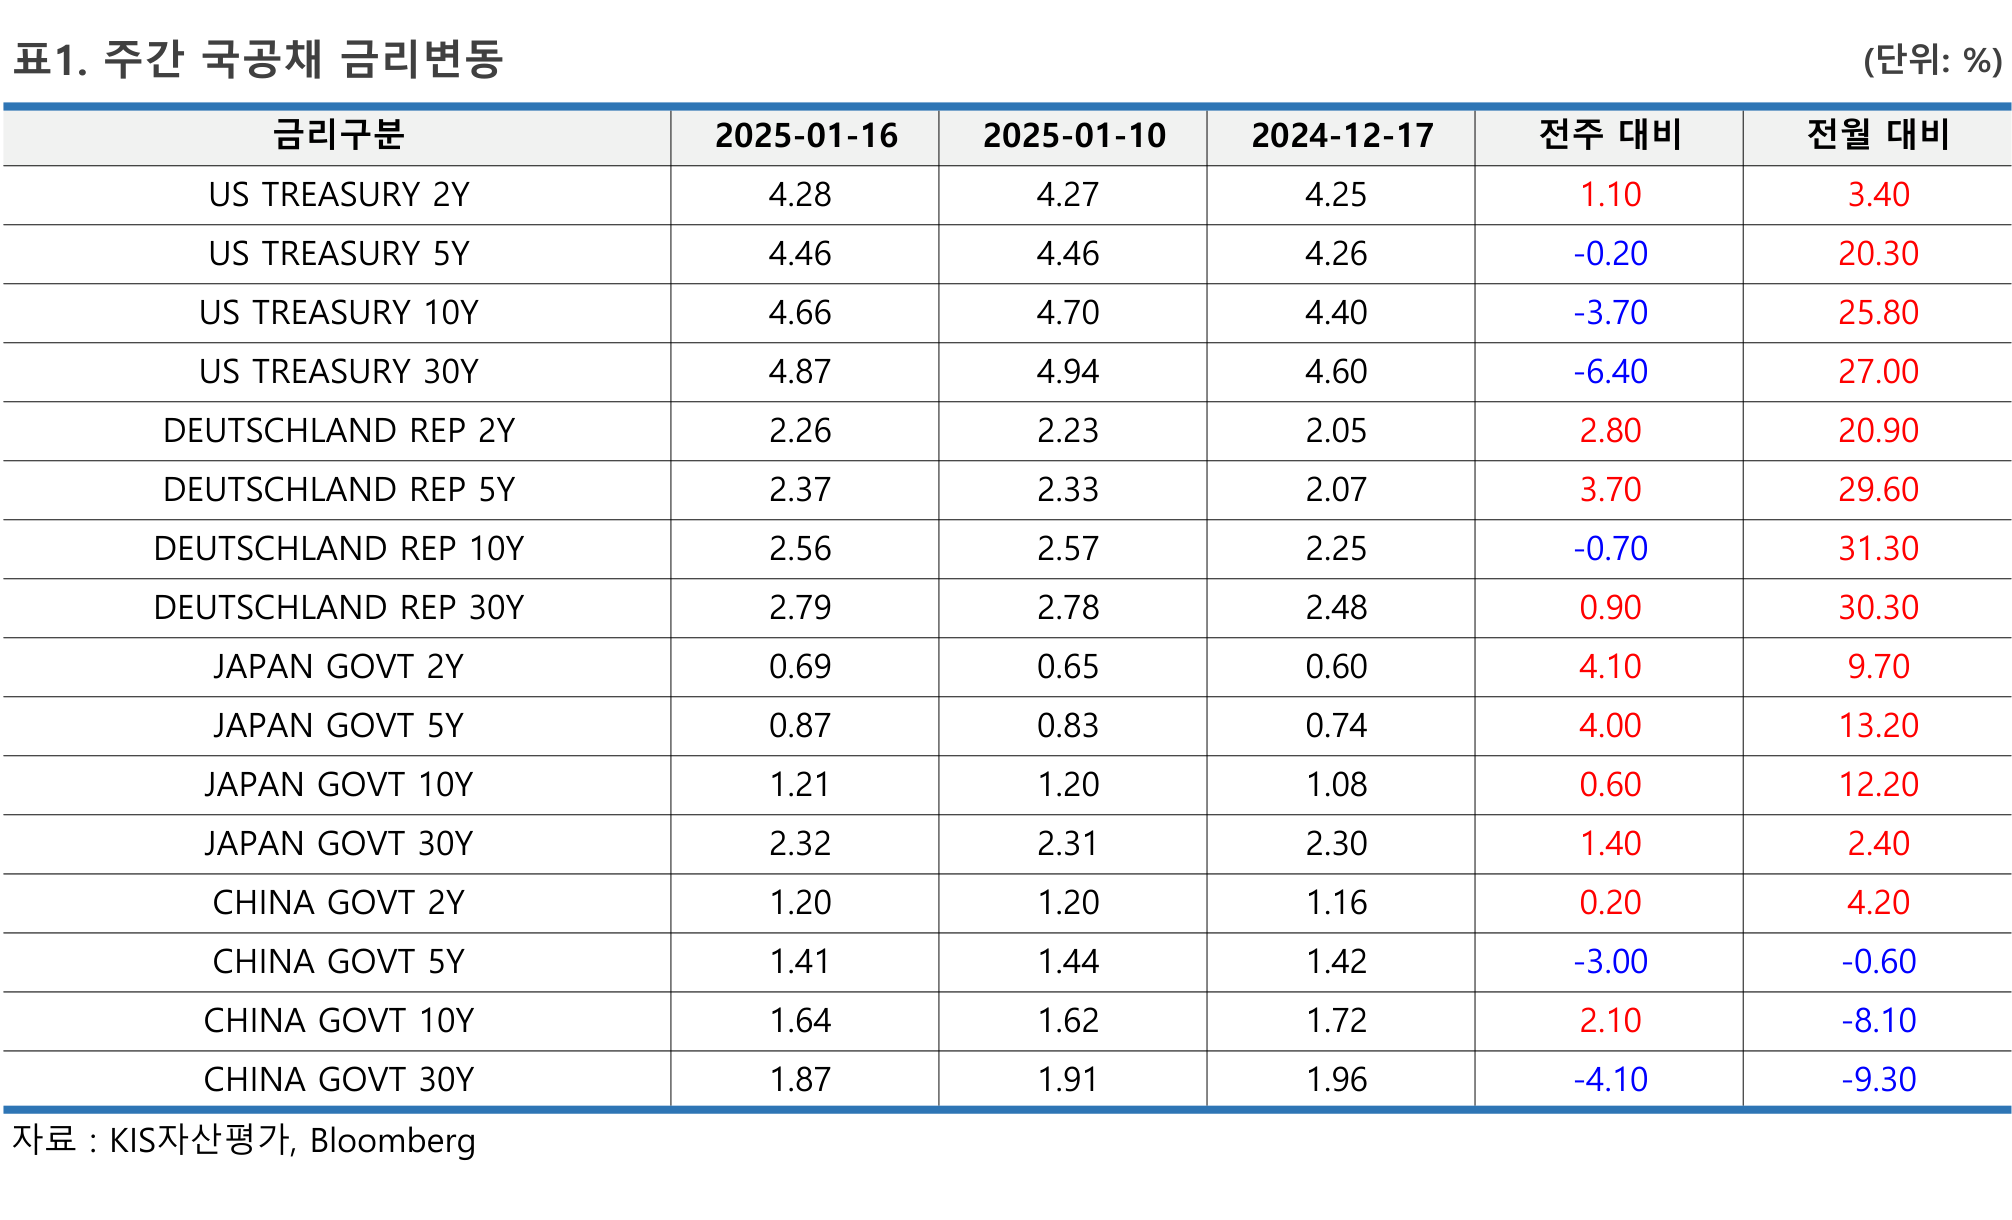 표1. 주간 국공채 금리변동 (단위: %)
금리구분 2025-01-16 2025-01-10 2024-12-17 전주 대비 전월 대비
US TREASURY 2Y 4.28 4.27 4.25 1.10 3.40
US TREASURY 5Y 4.46 4.46 4.26 -0.20 20.30
US TREASURY 10Y 4.66 4.70 4.40 -3.70 25.80
US TREASURY 30Y 4.87 4.94 4.60 -6.40 27.00
DEUTSCHLAND REP 2Y 2.26 2.23 2.05 2.80 20.90
DEUTSCHLAND REP 5Y 2.37 2.33 2.07 3.70 29.60
DEUTSCHLAND REP 10Y 2.56 2.57 2.25 -0.70 31.30
DEUTSCHLAND REP 30Y 2.79 2.78 2.48 0.90 30.30
JAPAN GOVT 2Y 0.69 0.65 0.60 4.10 9.70
JAPAN GOVT 5Y 0.87 0.83 0.74 4.00 13.20
JAPAN GOVT 10Y 1.21 1.20 1.08 0.60 12.20
JAPAN GOVT 30Y 2.32 2.31 2.30 1.40 2.40
CHINA GOVT 2Y 1.20 1.20 1.16 0.20 4.20
CHINA GOVT 5Y 1.41 1.44 1.42 -3.00 -0.60
CHINA GOVT 10Y 1.64 1.62 1.72 2.10 -8.10
CHINA GOVT 30Y 1.87 1.91 1.96 -4.10 -9.30
자료 : KIS자산평가, Bloomberg